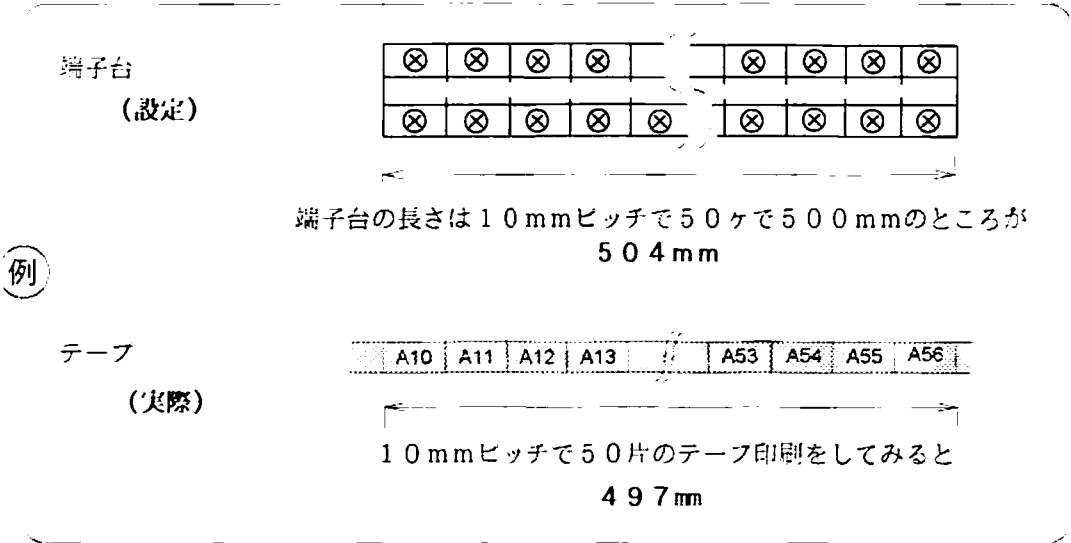 端子台
(設定)
端子台の長さは10mmピッチで50ヶで500mmのところが
504mm
例
テープ
(実際)
A10 A11 A12 A13 A53 A54 A55 A56
10mmピッチで50片のテープ印刷をしてみると
497mm